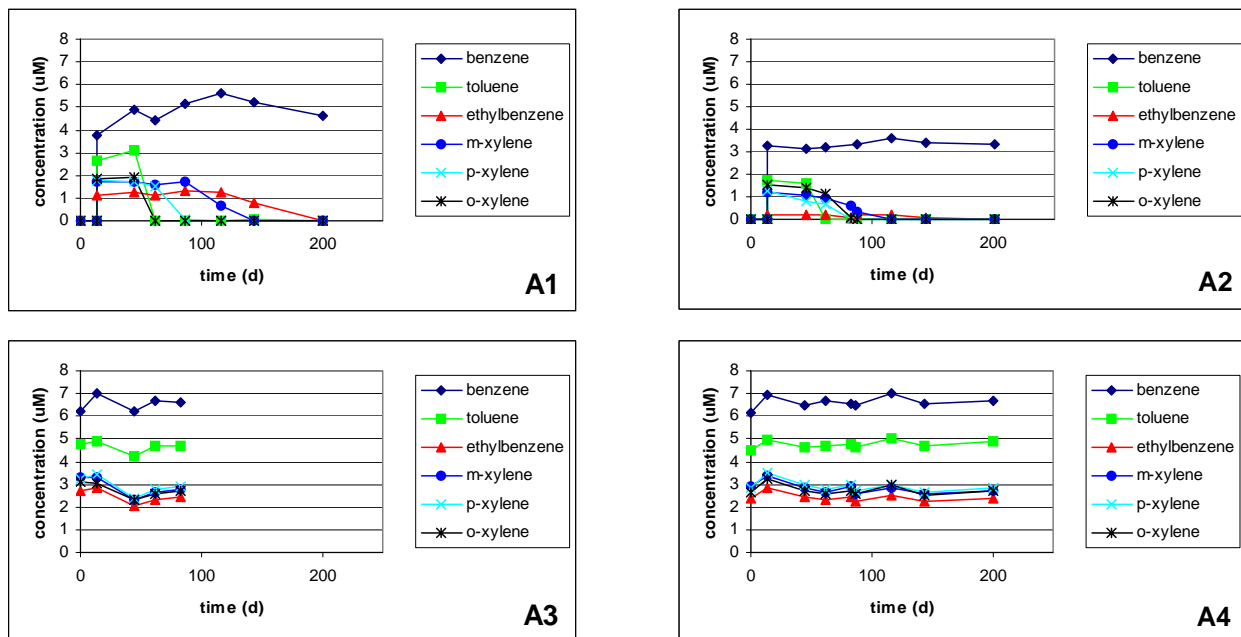 8
7
6
5
4
3
2
1
0
concentration (uM)
0 100 200
time (d)
benzene
toluene
ethylbenzene
m-xylene
p-xylene
o-xylene
A1
8
7
6
5
4
3
2
1
0
concentration (uM)
0 100 200
time (d)
benzene
toluene
ethylbenzene
m-xylene
p-xylene
o-xylene
A2
8
7
6
5
4
3
2
1
0
concentration (uM)
0 100 200
time (d)
benzene
toluene
ethylbenzene
m-xylene
p-xylene
o-xylene
A3
8
7
6
5
4
3
2
1
0
concentration (uM)
0 100 200
time (d)
benzene
toluene
ethylbenzene
m-xylene
p-xylene
o-xylene
A4